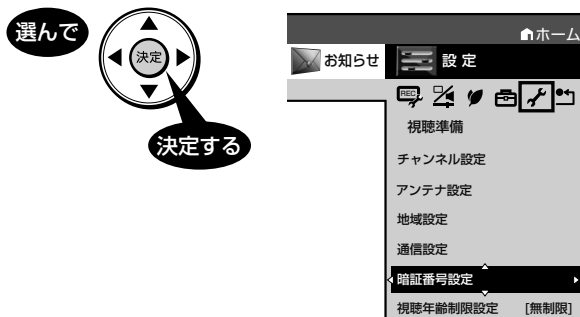 選んで
決定
決定する
ホーム
お知らせ
設定
REC
視聴準備
チャンネル設定
アンテナ設定
地域設定
通信設定
暗証番号設定
視聴年齢制限設定 [無制限]